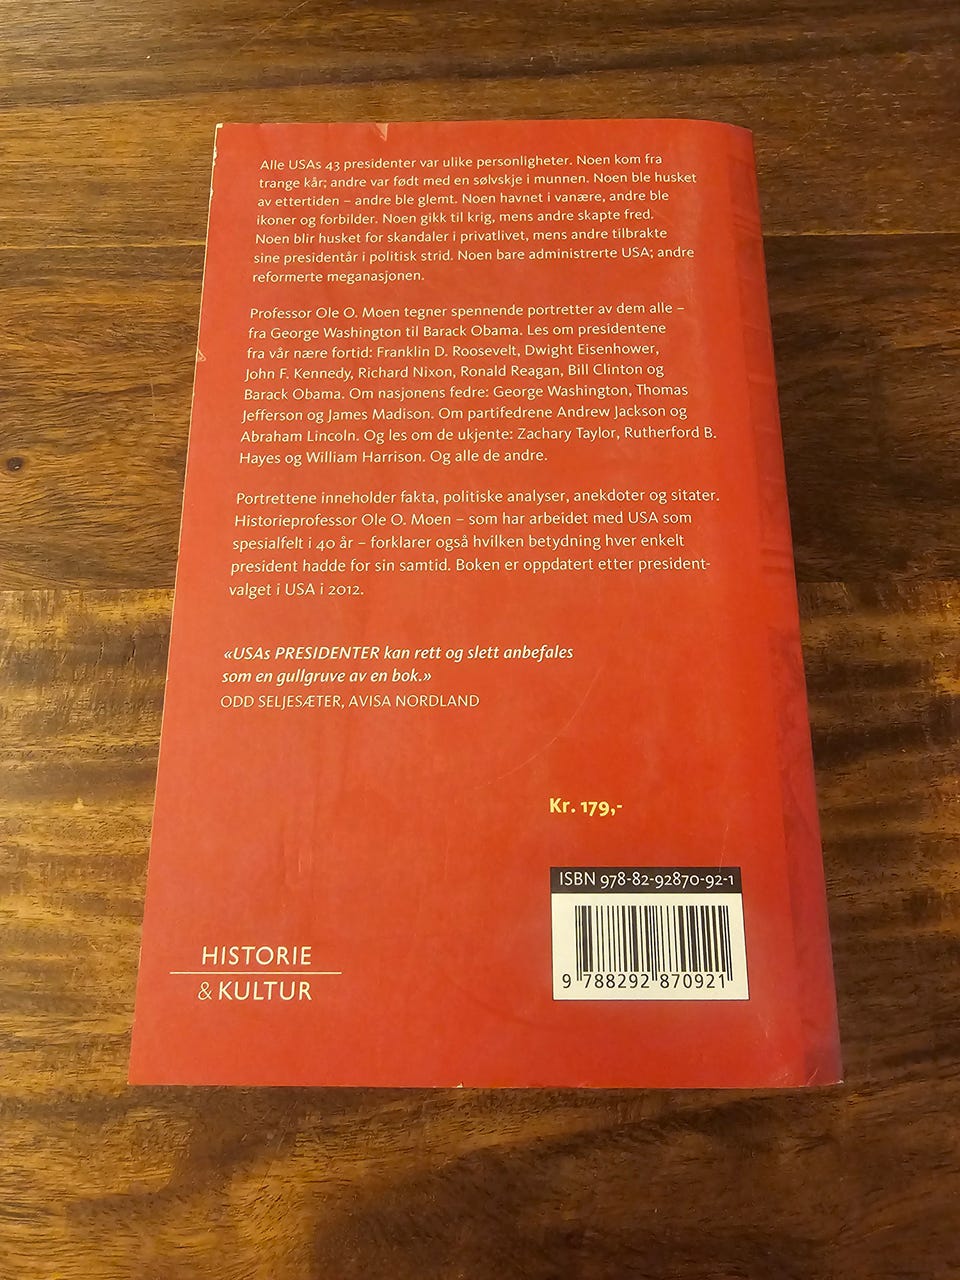 Alle USAs 43 presidenter var ulike personligheter. Noen kom fra
trange kår; andre var født med en sølvskje i munnen. Noen ble husket
av ettertiden – andre ble glemt. Noen havnet i vanære, andre ble
ikoner og forbilder. Noen gikk til krig, mens andre skapte fred.
Noen blir husket for skandaler i privatlivet, mens andre tilbrakte
sine presidentår i politisk strid. Noen bare administrerte USA; andre
reformerte meganasjonen.
Professor Ole O. Moen tegner spennende portretter av dem alle –
fra George Washington til Barack Obama. Les om presidentene
fra vår nære fortid: Franklin D. Roosevelt, Dwight Eisenhower,
John F. Kennedy, Richard Nixon, Ronald Reagan, Bill Clinton og
Barack Obama. Om nasjonens fedre: George Washington, Thomas
Jefferson og James Madison. Om partifedrene Andrew Jackson og
Abraham Lincoln. Og les om de ukjente: Zachary Taylor, Rutherford B.
Hayes og William Harrison. Og alle de andre.
Portrettene inneholder fakta, politiske analyser, anekdoter og sitater.
Historieprofessor Ole O. Moen – som har arbeidet med USA som
spesialfelt i 40 år – forklarer også hvilken betydning hver enkelt
president hadde for sin samtid. Boken er oppdatert etter president-
valget i USA i 2012.
«USAs PRESIDENTER kan rett og slett anbefales
som en gullgruve av en bok.»
ODD SELJESÆTER, AVISA NORDLAND
Kr. 179,-
ISBN 978-82-92870-92-1
9 788292 870921
HISTORIE
& KULTUR